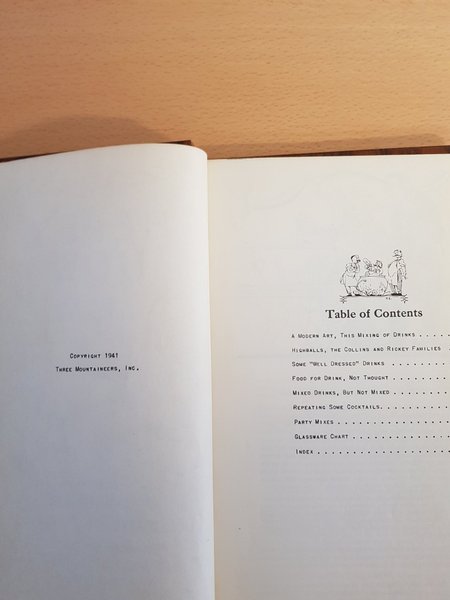 Copyright 1941
Three Mountaineers, Inc.
Table of Contents
A Modern Art, This Mixing of Drinks . . . . .
Highballs, the Collins and Rickey Families .
Some "Well Dressed" Drinks . . . . . . . .
Food for Drink, Not Thought . . . . . . . .
Mixed Drinks, But Not Mixed . . . . . . . .
Repeating Some Cocktails. . . . . . . . . .
Party Mixes . . . . . . . . . . . . . . . .
Glassware Chart . . . . . . . . . . . . . .
Index . . . . . . . . . . . . . . . . . . .